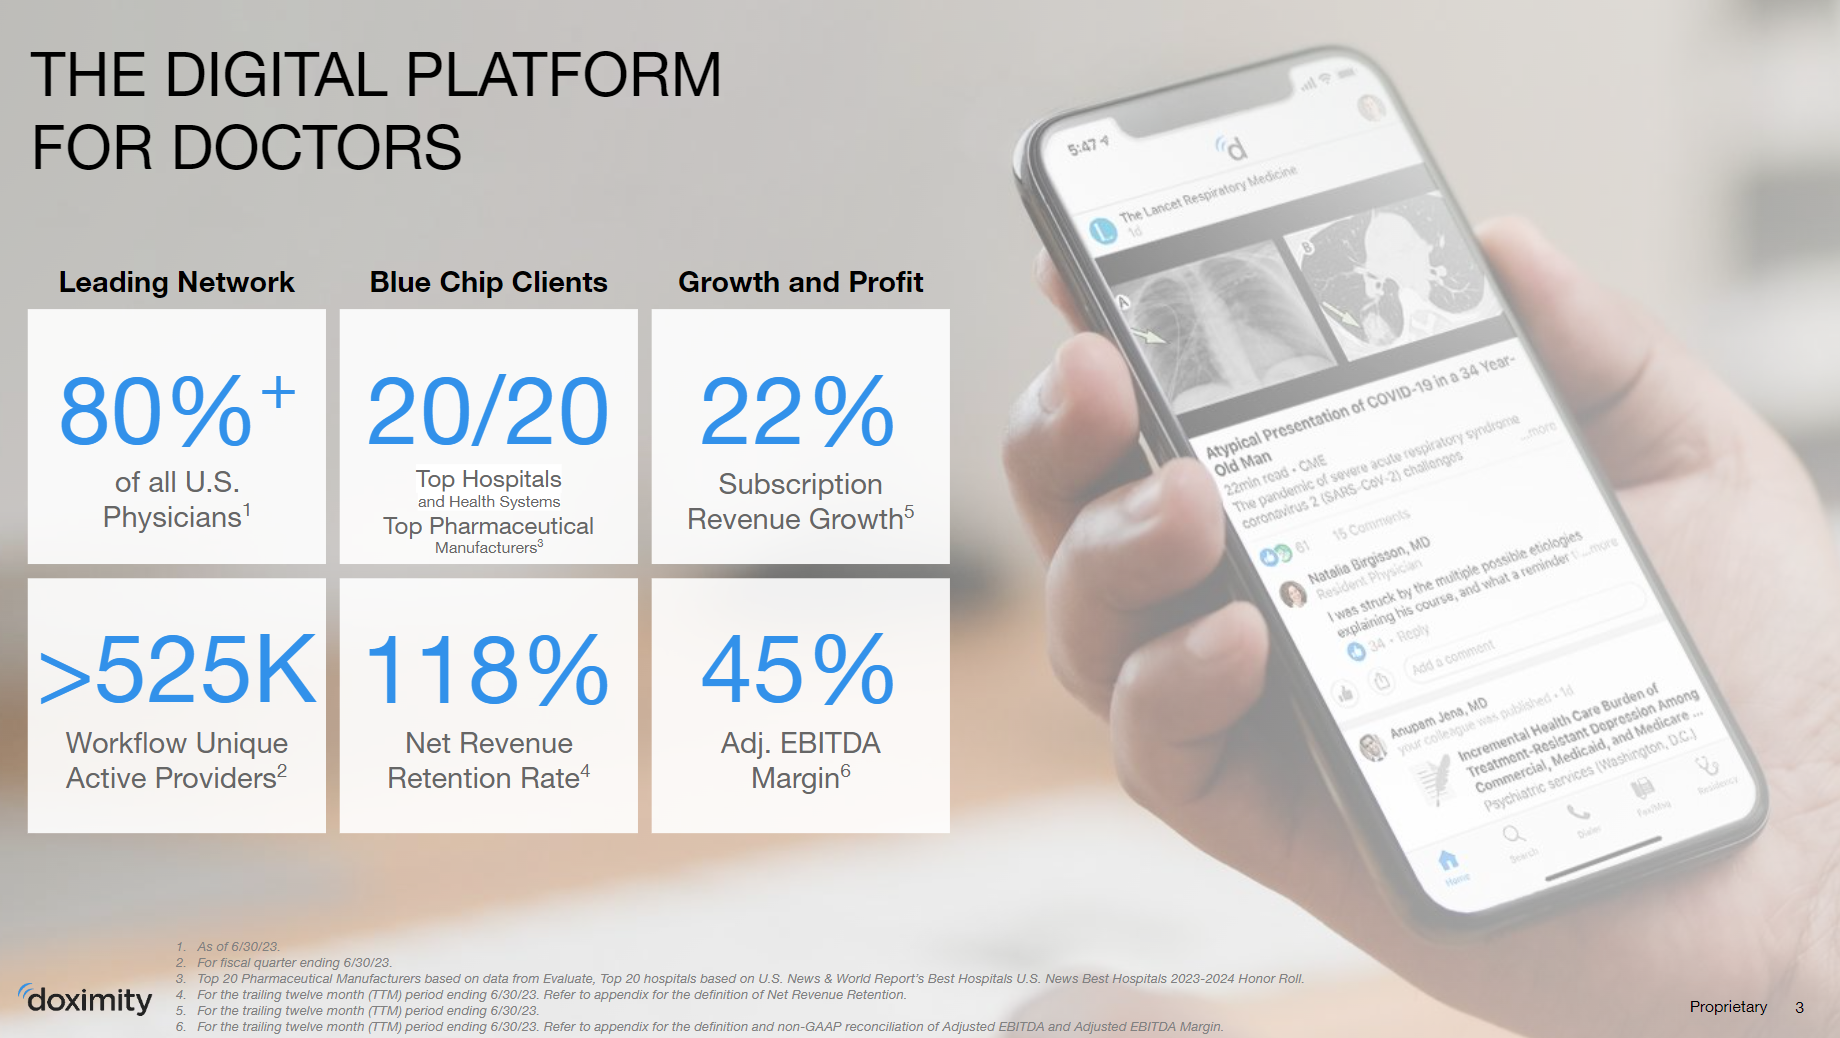 THE DIGITAL PLATFORM
FOR DOCTORS
Leading Network
80%+
of all U.S.
Physicians1
>525K
Workflow Unique
Active Providers2
Blue Chip Clients
20/20
Top Hospitals
and Health Systems
Top Pharmaceutical
Manufacturers3
118%
Net Revenue
Retention Rate4
Growth and Profit
22%
Subscription
Revenue Growth5
45%
Adj. EBITDA
Margin6
5:47
d
The Lancet Respiratory Medicine
1d
L
A
B
Atypical Presentation of COVID-19 in a 34 Year-
Old Man
22min read • CME
The pandemic of severe acute respiratory syndrome
coronavirus 2 (SARS-CoV-2) challenges
...more
61
15 Comments
Natalia Birgisson, MD
Resident Physician
I was struck by the multiple possible etiologies
explaining his course, and what a reminder
...more
34 • Reply
Add a comment
Anupam Jena, MD
your colleague was published • 1d
Incremental Health Care Burden of
Treatment-Resistant Depression Among
Commercial, Medicaid, and Medicare ...
Psychiatric services (Washington, D.C.)
Home
Search
Dialer
Fax/Msg
Residency
1. As of 6/30/23.
2. For fiscal quarter ending 6/30/23.
3. Top 20 Pharmaceutical Manufacturers based on data from Evaluate, Top 20 hospitals based on U.S. News & World Report's Best Hospitals U.S. News Best Hospitals 2023-2024 Honor Roll.
4. For the trailing twelve month (TTM) period ending 6/30/23. Refer to appendix for the definition of Net Revenue Retention.
5. For the trailing twelve month (TTM) period ending 6/30/23.
6. For the trailing twelve month (TTM) period ending 6/30/23. Refer to appendix for the definition and non-GAAP reconciliation of Adjusted EBITDA and Adjusted EBITDA Margin.
doximity
Proprietary 3